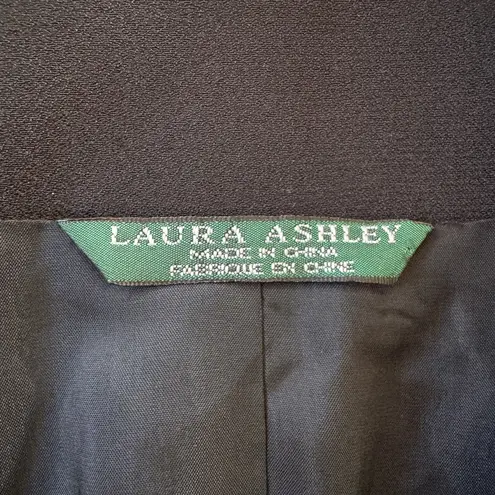 LAURA ASHLEY
MADE IN CHINA
FABRIQUE EN CHINE